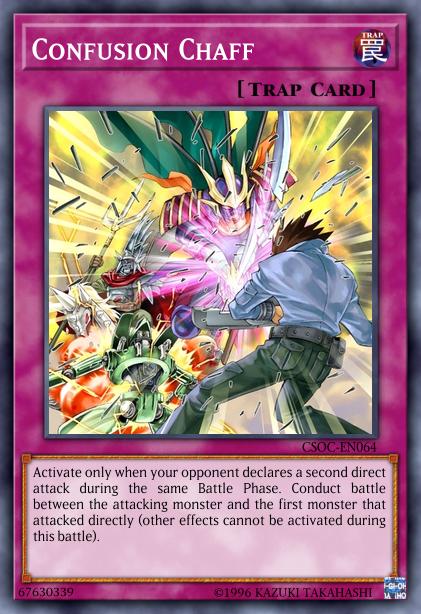 CONFUSION CHAFF
TRAP
罠
[TRAP CARD]
CSOC-EN064
Activate only when your opponent declares a second direct
attack during the same Battle Phase. Conduct battle
between the attacking monster and the first monster that
attacked directly (other effects cannot be activated during
this battle).
67630339
©1996 KAZUKI TAKAHASHI